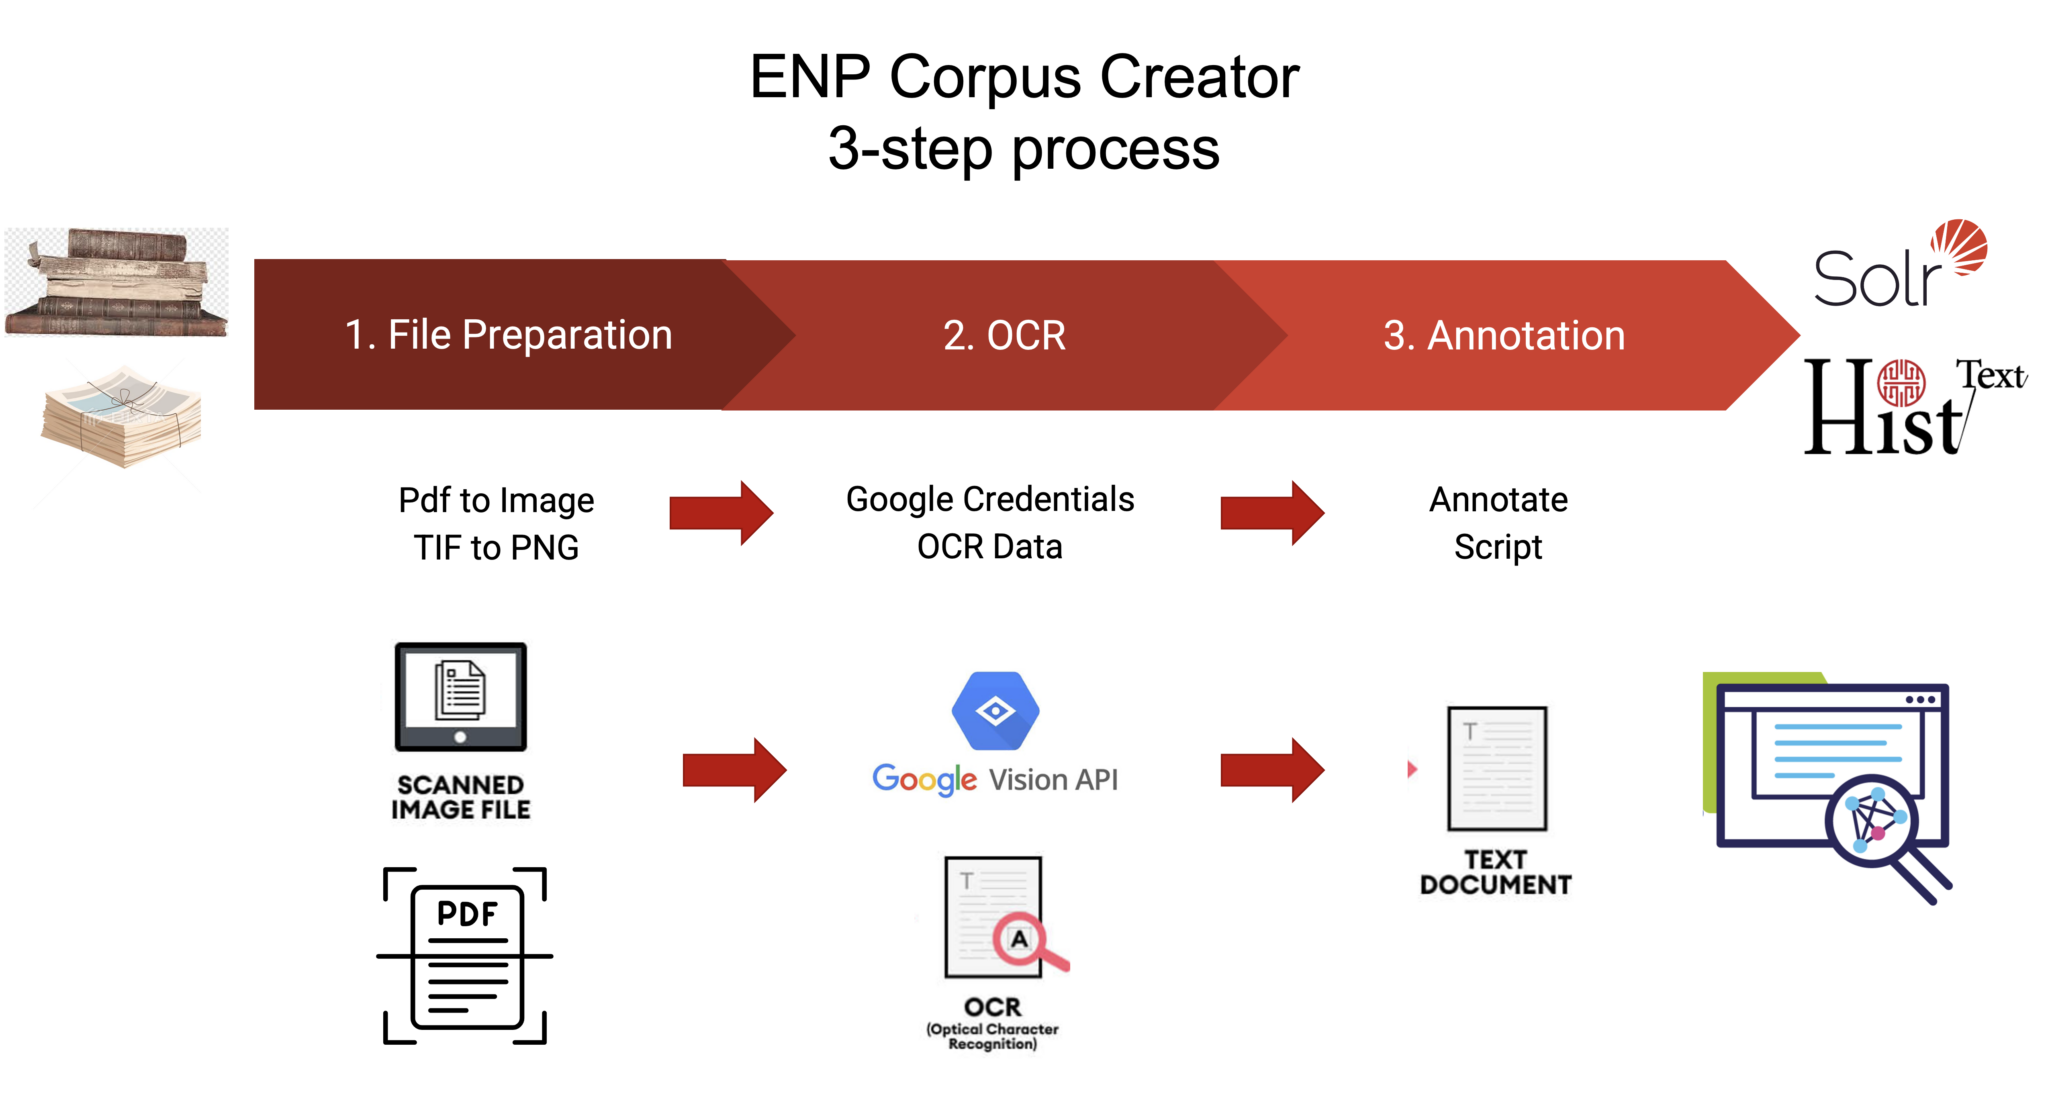 ENP Corpus Creator
3-step process
1. File Preparation
2. OCR
3. Annotation
Solr
Hist Text
Pdf to Image
TIF to PNG
Google Credentials
OCR Data
Annotate
Script
SCANNED
IMAGE FILE
PDF
Google Vision API
T
A
OCR
(Optical Character
Recognition)
T
TEXT
DOCUMENT